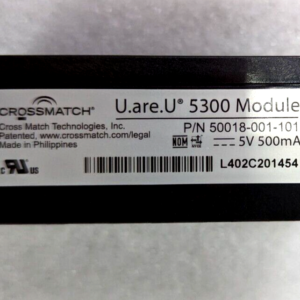 CROSSMATCH®
Cross Match Technologies, Inc.
Patented. www.crossmatch.com/legal
Made in Philippines
U.are.U® 5300 Module
P/N 50018-001-101
NOM
5V 500mA
c US
L402C201454